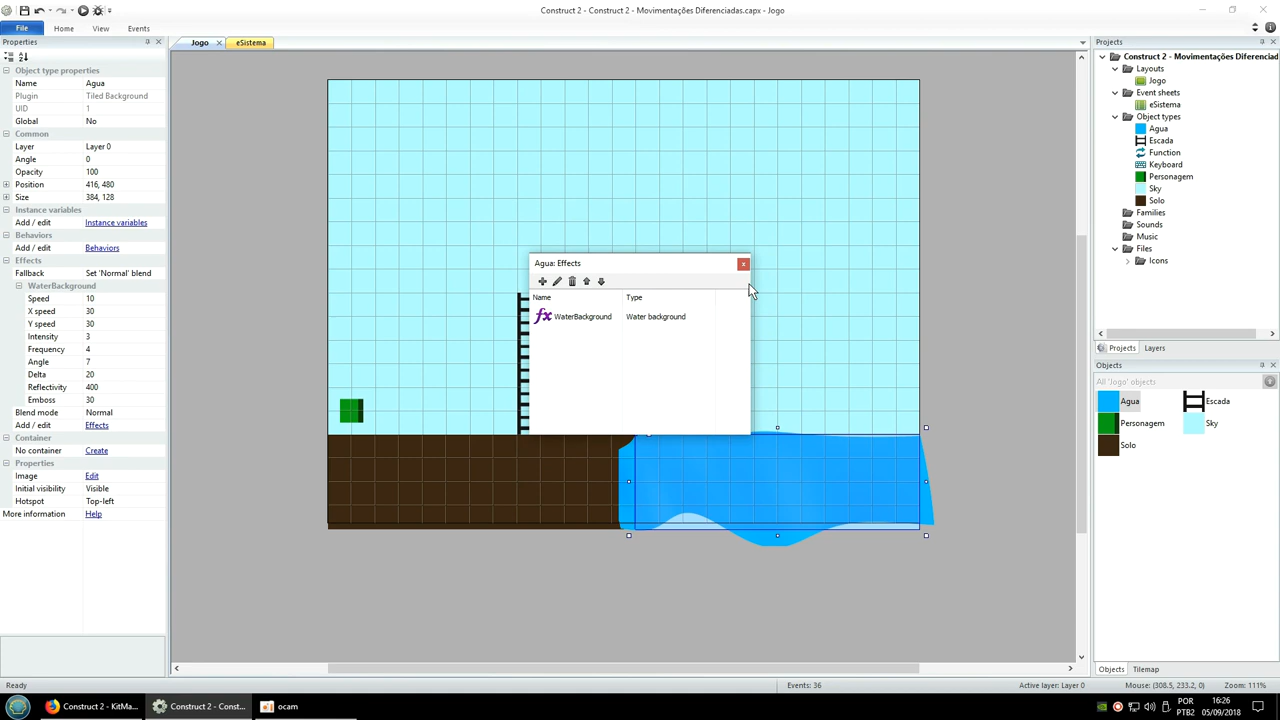 Construct 2 - Construct 2 - Movimentações Diferenciadas.capx - Jogo
File
Home
View
Events
Properties
Object type properties
Name Agua
Plugin Tiled Background
UID 1
Global No
Common
Layer Layer 0
Angle 0
Opacity 100
Position 416, 480
Size 384, 128
Instance variables
Add / edit Instance variables
Behaviors
Add / edit Behaviors
Effects
Fallback Set 'Normal' blend
WaterBackground
Speed 10
X speed 30
Y speed 30
Intensity 3
Frequency 4
Angle 7
Delta 20
Reflectivity 400
Emboss 30
Blend mode Normal
Add / edit Effects
Container
No container Create
Properties
Image Edit
Initial visibility Visible
Hotspot Top-left
More information Help
Jogo
eSistema
Agua: Effects
Name Type
fx WaterBackground Water background
Projects
Construct 2 - Movimentações Diferenciad
Layouts
Jogo
Event sheets
eSistema
Object types
Agua
Escada
Function
Keyboard
Personagem
Sky
Solo
Families
Sounds
Music
Files
Icons
Projects
Layers
Objects
All 'Jogo' objects
Agua
Escada
Personagem
Sky
Solo
Objects
Tilemap
Ready
Events: 36
Active layer: Layer 0
Mouse: (308.5, 233.2, 0)
Zoom: 111%
Construct 2 - KitMa...
Construct 2 - Const...
ocam
POR
PTB2
16:26
05/09/2018